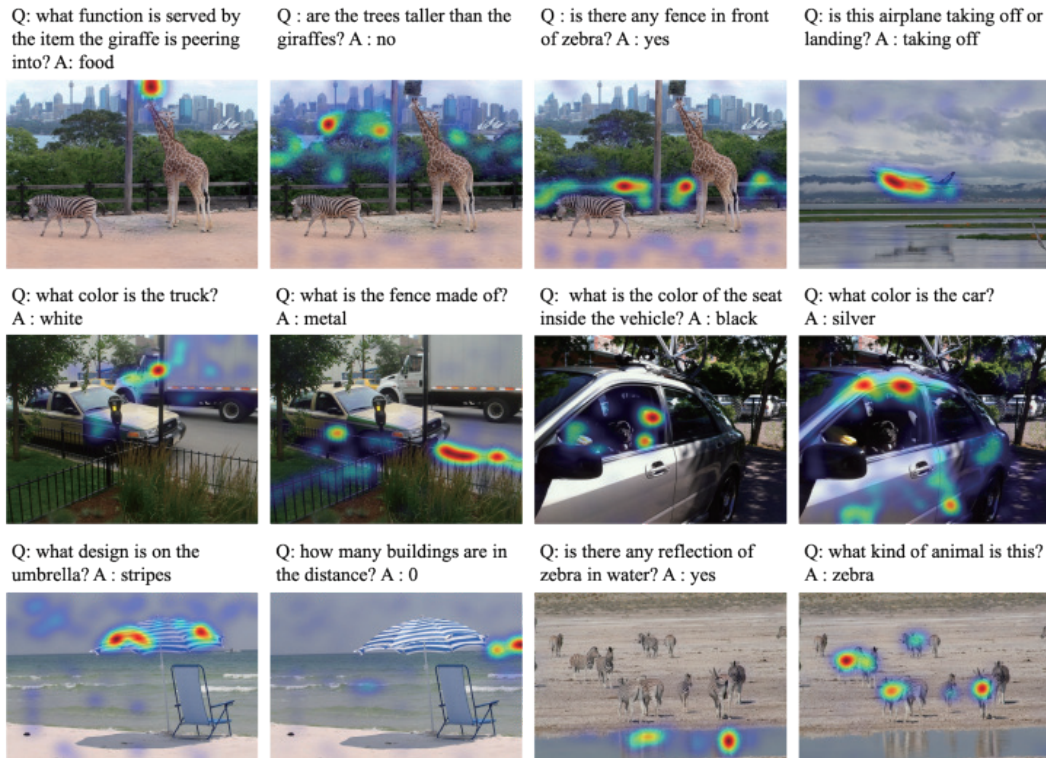 Q : what function is served by
the item the giraffe is peering
into? A: food
Q : are the trees taller than the
giraffes? A : no
Q : is there any fence in front
of zebra? A : yes
Q: is this airplane taking off or
landing? A : taking off
Q: what color is the truck?
A : white
Q: what is the fence made of?
A : metal
Q:  what is the color of the seat
inside the vehicle? A : black
Q: what color is the car?
A : silver
Q: what design is on the
umbrella? A : stripes
Q: how many buildings are in
the distance? A : 0
Q: is there any reflection of
zebra in water? A : yes
Q: what kind of animal is this?
A : zebra